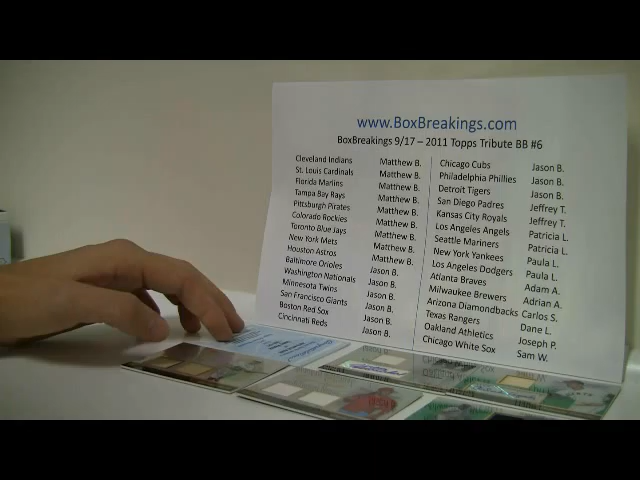 www.BoxBreakings.com
BoxBreakings 9/17 – 2011 Topps Tribute BB #6
Cleveland Indians Matthew B. Chicago Cubs Jason B.
St. Louis Cardinals Matthew B. Philadelphia Phillies Jason B.
Florida Marlins Matthew B. Detroit Tigers Jason B.
Tampa Bay Rays Matthew B. San Diego Padres Jeffrey T.
Pittsburgh Pirates Matthew B. Kansas City Royals Jeffrey T.
Colorado Rockies Matthew B. Los Angeles Angels Patricia L.
Toronto Blue Jays Matthew B. Seattle Mariners Patricia L.
New York Mets Matthew B. New York Yankees Paula L.
Houston Astros Matthew B. Los Angeles Dodgers Paula L.
Baltimore Orioles Jason B. Atlanta Braves Adam A.
Washington Nationals Jason B. Milwaukee Brewers Adrian A.
Minnesota Twins Jason B. Arizona Diamondbacks Carlos S.
San Francisco Giants Jason B. Texas Rangers Dane L.
Boston Red Sox Jason B. Oakland Athletics Joseph P.
Cincinnati Reds Jason B. Chicago White Sox Sam W.